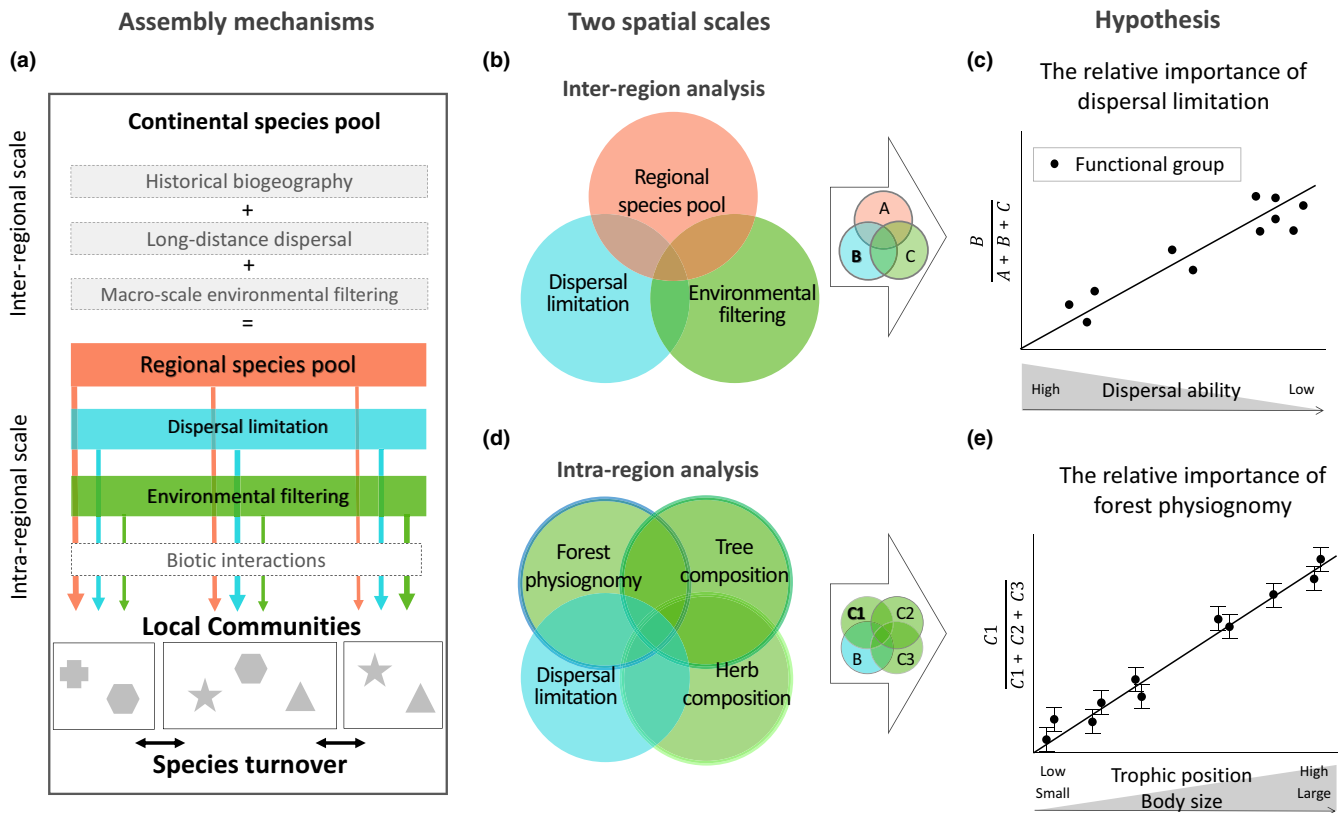 Assembly mechanisms
Two spatial scales
Hypothesis
(a)
Inter-regional scale
Intra-regional scale
Continental species pool
Historical biogeography
+
Long-distance dispersal
+
Macro-scale environmental filtering
=
Regional species pool
Dispersal limitation
Environmental filtering
Biotic interactions
Local Communities
Species turnover
(b)
Inter-region analysis
Regional
species pool
Dispersal
limitation
Environmental
filtering
A
B
C
(c)
The relative importance of
dispersal limitation
Functional group
B
A + B + C
High
Dispersal ability
Low
(d)
Intra-region analysis
Forest
physiognomy
Tree
composition
Dispersal
limitation
Herb
composition
C1
C2
B
C3
(e)
The relative importance of
forest physiognomy
C1
C1 + C2 + C3
Low
Small
Trophic position
Body size
High
Large